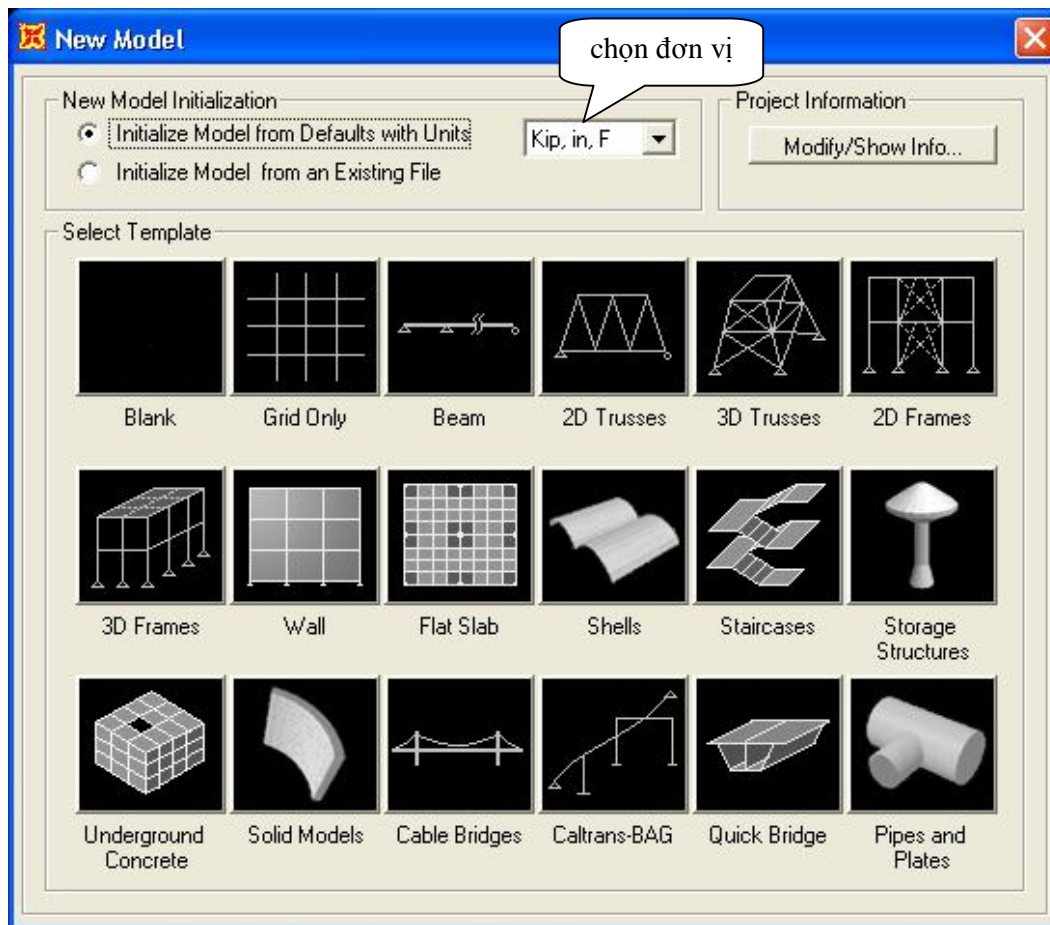 New Model
chọn đơn vị
New Model Initialization
Initialize Model from Defaults with Units
Kip, in, F
Initialize Model from an Existing File
Project Information
Modify/Show Info...
Select Template
Blank
Grid Only
Beam
2D Trusses
3D Trusses
2D Frames
3D Frames
Wall
Flat Slab
Shells
Staircases
Storage
Structures
Underground
Concrete
Solid Models
Cable Bridges
Caltrans-BAG
Quick Bridge
Pipes and
Plates